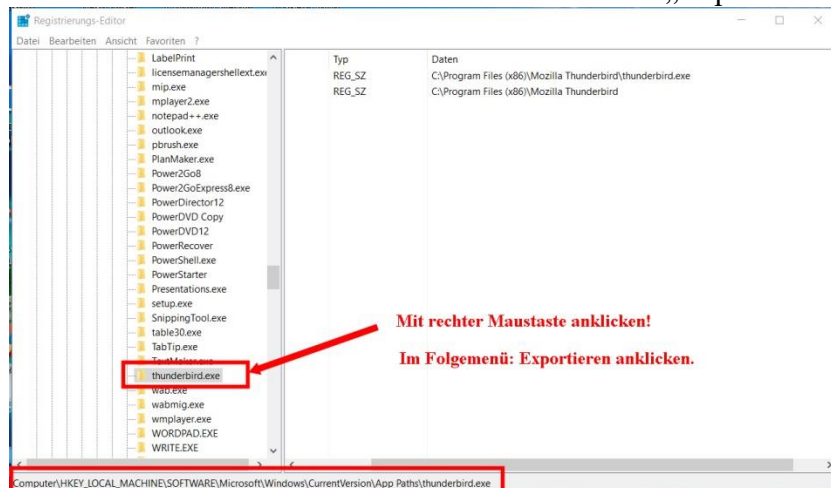 Registrierungs-Editor
Datei Bearbeiten Ansicht Favoriten ?
LabelPrint
licensemanagershellext.exe
mip.exe
mplayer2.exe
notepad++.exe
outlook.exe
pbrush.exe
PlanMaker.exe
Power2Go8
Power2GoExpress8.exe
PowerDirector12
PowerDVD Copy
PowerDVD12
PowerRecover
PowerShell.exe
PowerStarter
Presentations.exe
setup.exe
SnippingTool.exe
table30.exe
TabTip.exe
TextMaker.exe
thunderbird.exe
wab.exe
wabmig.exe
wmplayer.exe
WORDPAD.EXE
WRITE.EXE
Typ Daten
REG_SZ C:\Program Files (x86)\Mozilla Thunderbird\thunderbird.exe
REG_SZ C:\Program Files (x86)\Mozilla Thunderbird
Mit rechter Maustaste anklicken!
Im Folgemenü: Exportieren anklicken.
Computer\HKEY_LOCAL_MACHINE\SOFTWARE\Microsoft\Windows\CurrentVersion\App Paths\thunderbird.exe